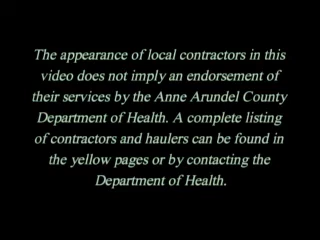 The appearance of local contractors in this
video does not imply an endorsement of
their services by the Anne Arundel County
Department of Health. A complete listing
of contractors and haulers can be found in
the yellow pages or by contacting the
Department of Health.